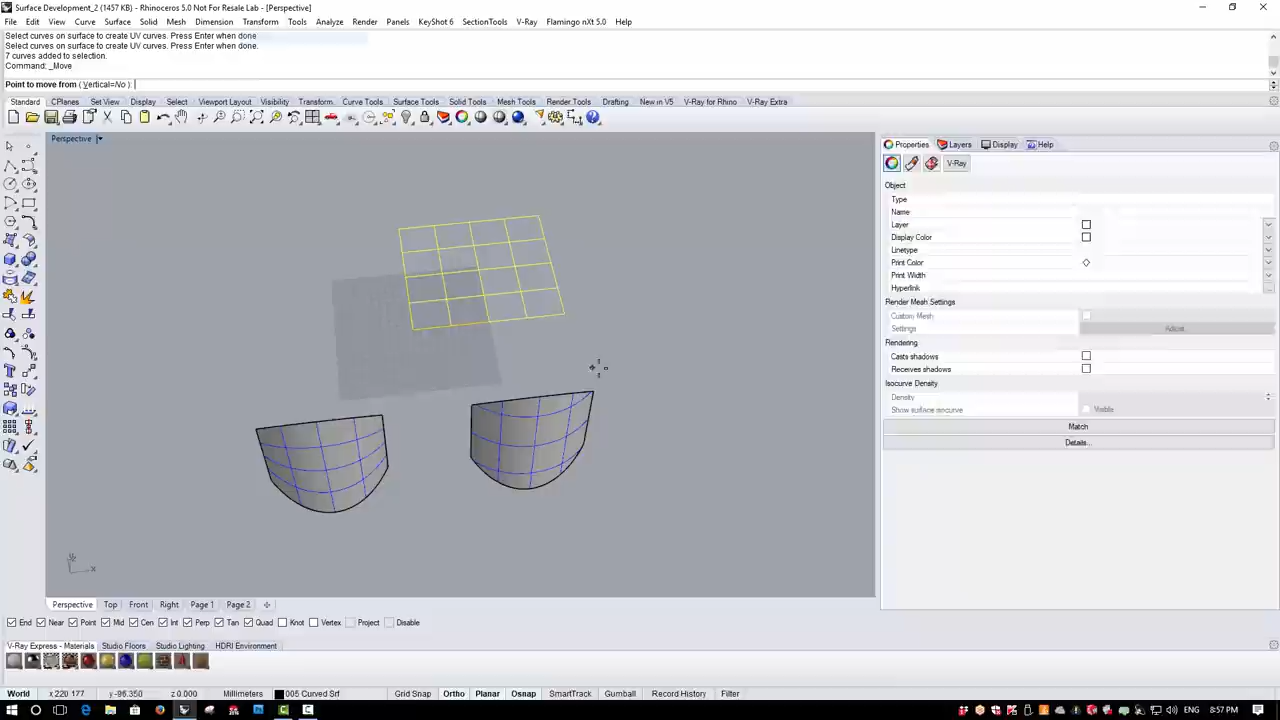 Surface Development_2 (1457 KB) - Rhinoceros 5.0 Not For Resale Lab - [Perspective]
File Edit View Curve Surface Solid Mesh Dimension Transform Tools Analyze Render Panels KeyShot 6 SectionTools V-Ray Flamingo nXt 5.0 Help
Select curves on surface to create UV curves. Press Enter when done
Select curves on surface to create UV curves. Press Enter when done.
7 curves added to selection.
Command: _Move
Point to move from ( Vertical=No ):
Standard CPlanes Set View Display Select Viewport Layout Visibility Transform Curve Tools Surface Tools Solid Tools Mesh Tools Render Tools Drafting New in V5 V-Ray for Rhino V-Ray Extra
Perspective
Properties Layers Display Help
V-Ray
Object
Type
Name
Layer
Display Color
Linetype
Print Color
Print Width
Hyperlink
Render Mesh Settings
Custom Mesh
Settings Adjust...
Rendering
Casts shadows
Receives shadows
Isocurve Density
Density
Show surface isocurve Visible
Match
Details...
x
Perspective Top Front Right Page 1 Page 2
End Near Point Mid Cen Int Perp Tan Quad Knot Vertex Project Disable
V-Ray Express - Materials Studio Floors Studio Lighting HDRI Environment
World x 220.177 y -96.350 z 0.000 Millimeters 005 Curved Srf Grid Snap Ortho Planar Osnap SmartTrack Gumball Record History Filter
8:57 PM